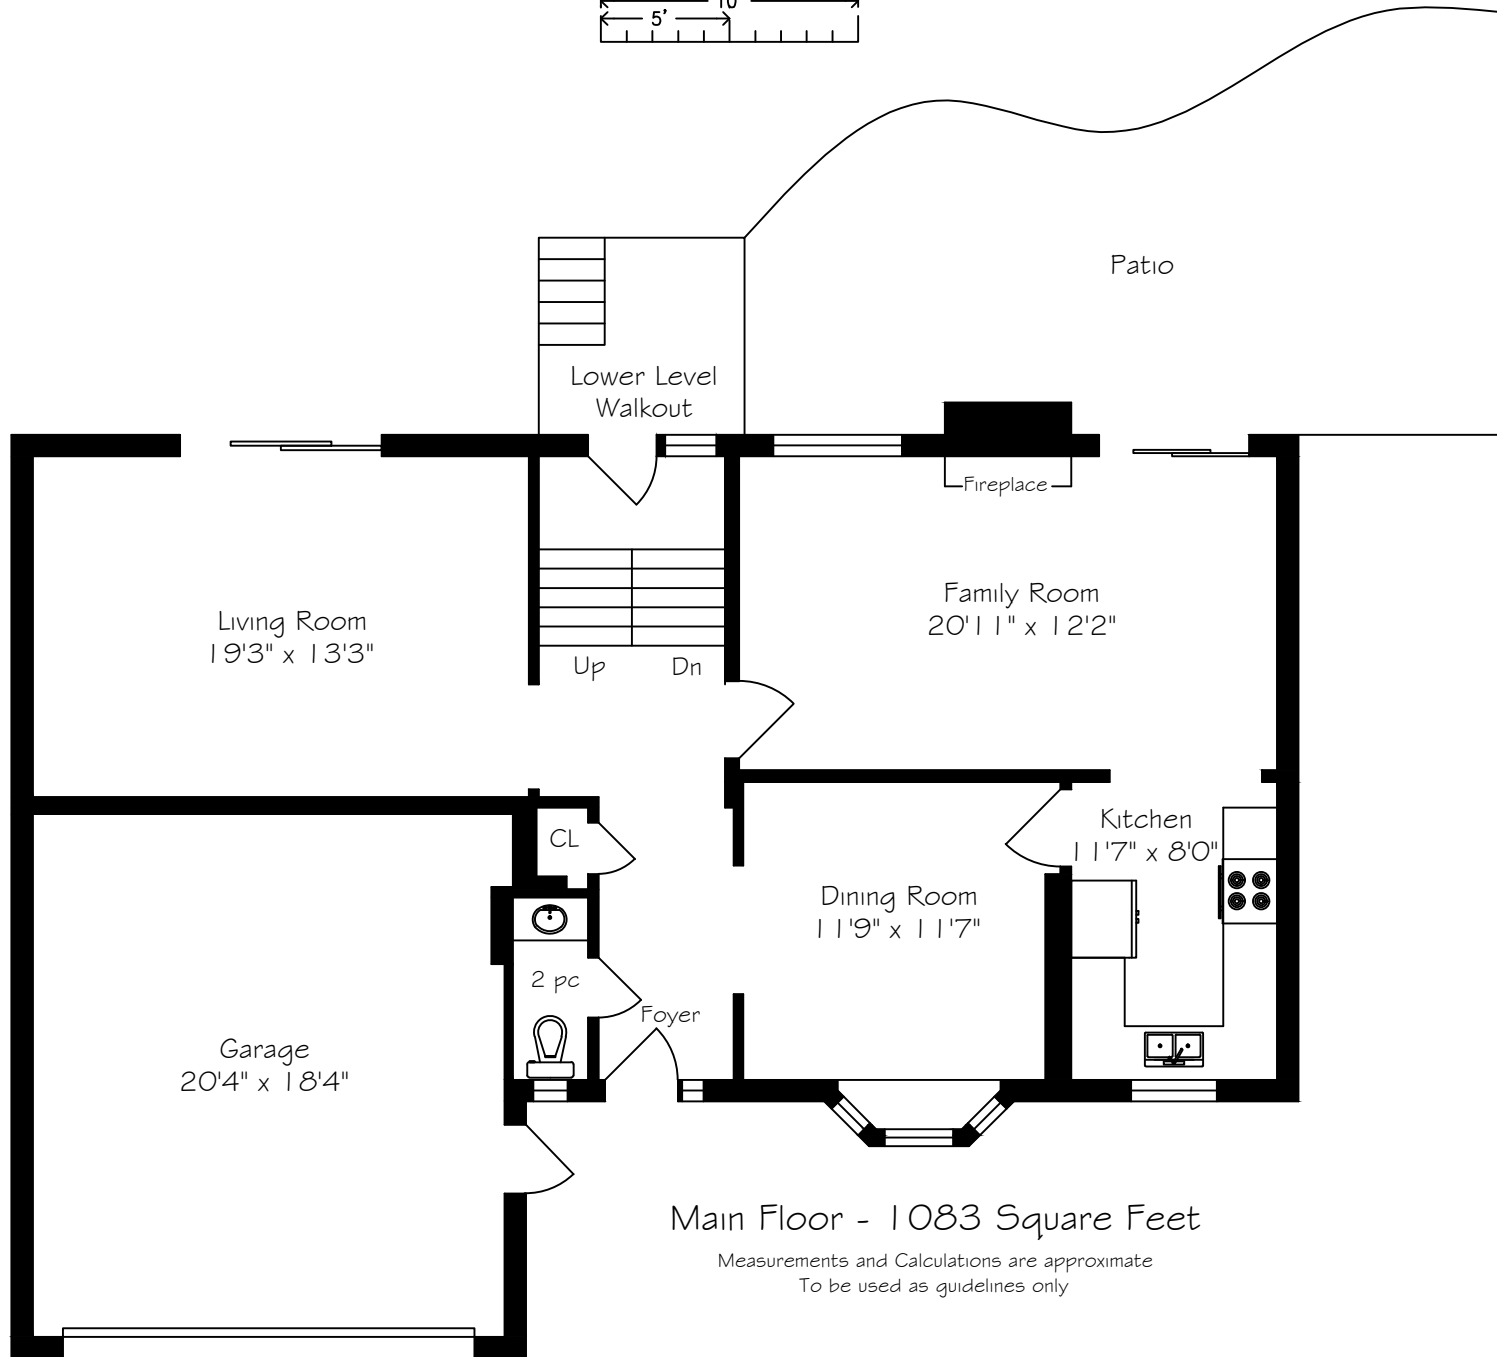 10'
5'
Patio
Lower Level
Walkout
Fireplace
Family Room
20'11" x 12'2"
Living Room
19'3" x 13'3"
Up
Dn
CL
Kitchen
11'7" x 8'0"
Dining Room
11'9" x 11'7"
2 pc
Foyer
Garage
20'4" x 18'4"
Main Floor - 1083 Square Feet
Measurements and Calculations are approximate
To be used as guidelines only